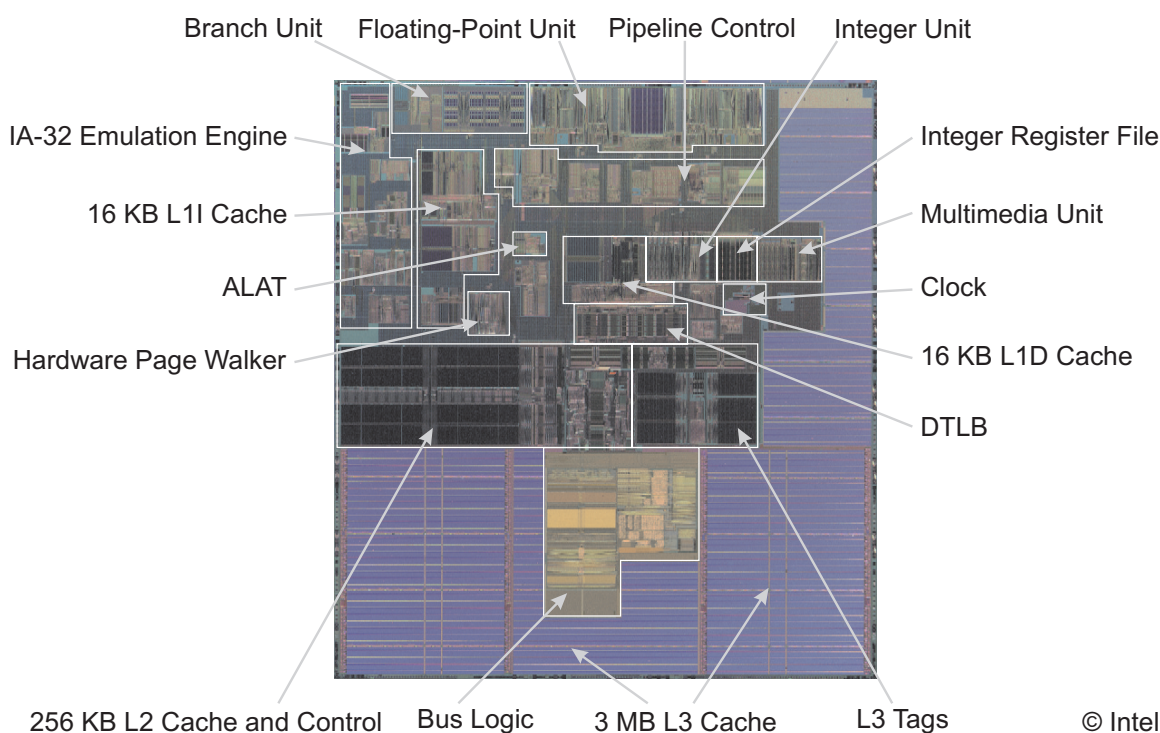 Branch Unit
Floating-Point Unit
Pipeline Control
Integer Unit
IA-32 Emulation Engine
Integer Register File
16 KB L1I Cache
Multimedia Unit
ALAT
Clock
Hardware Page Walker
16 KB L1D Cache
DTLB
256 KB L2 Cache and Control
Bus Logic
3 MB L3 Cache
L3 Tags
© Intel